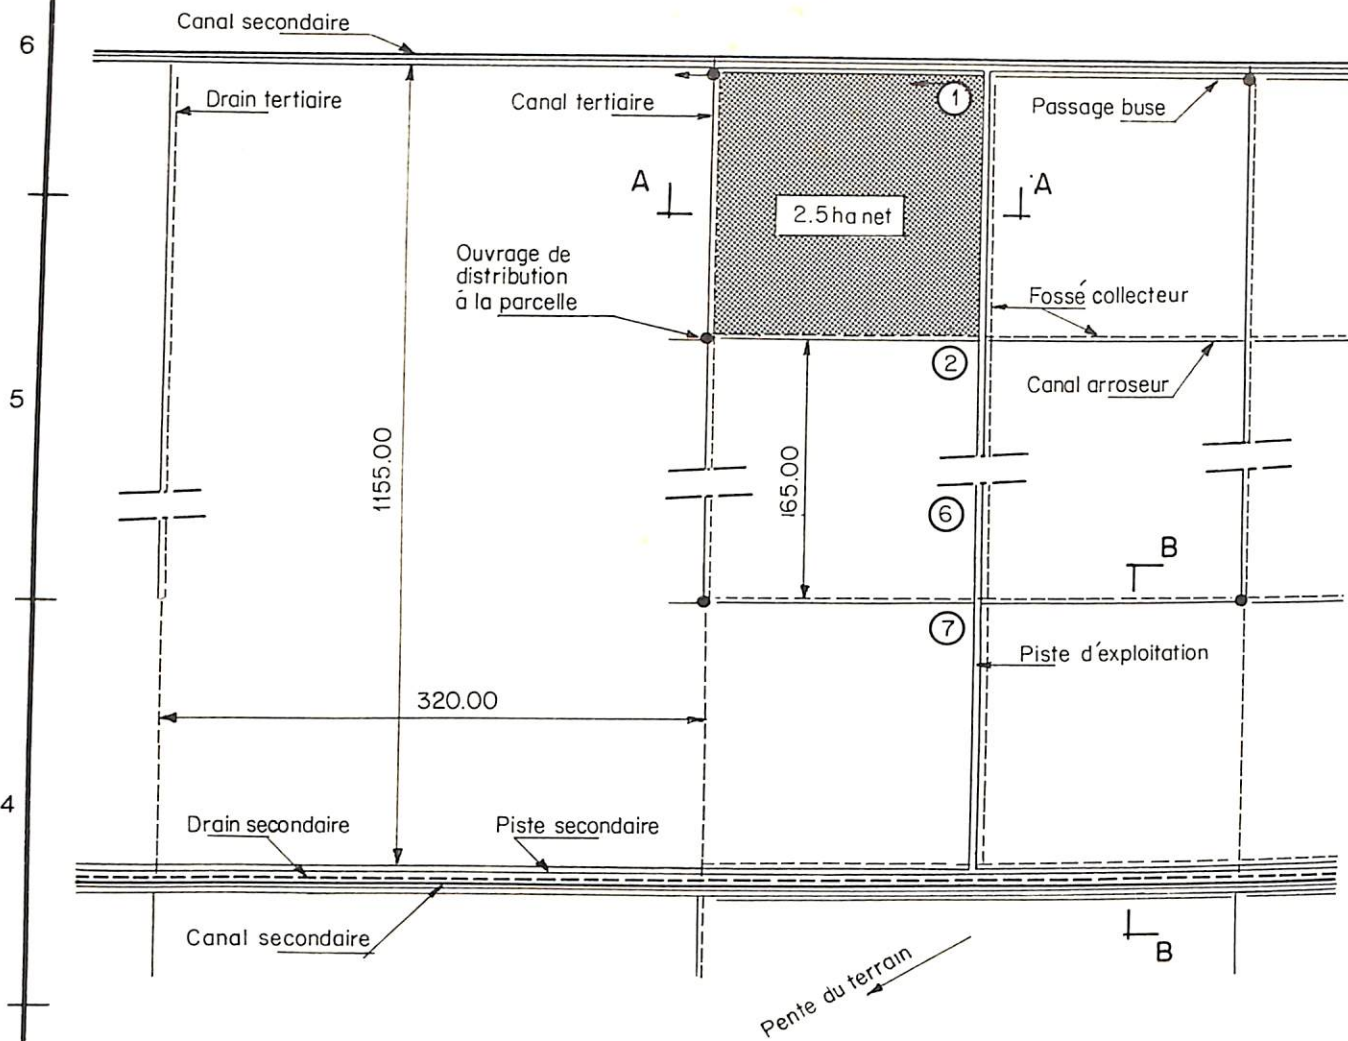 6
Canal secondaire
Drain tertiaire
Canal tertiaire
1
Passage buse
A
A
2.5 ha net
Ouvrage de
distribution
á la parcelle
Fossé collecteur
2
Canal arroseur
5
1155.00
165.00
6
B
7
Piste d'exploitation
320.00
4
Drain secondaire
Piste secondaire
Canal secondaire
B
Pente du terrain